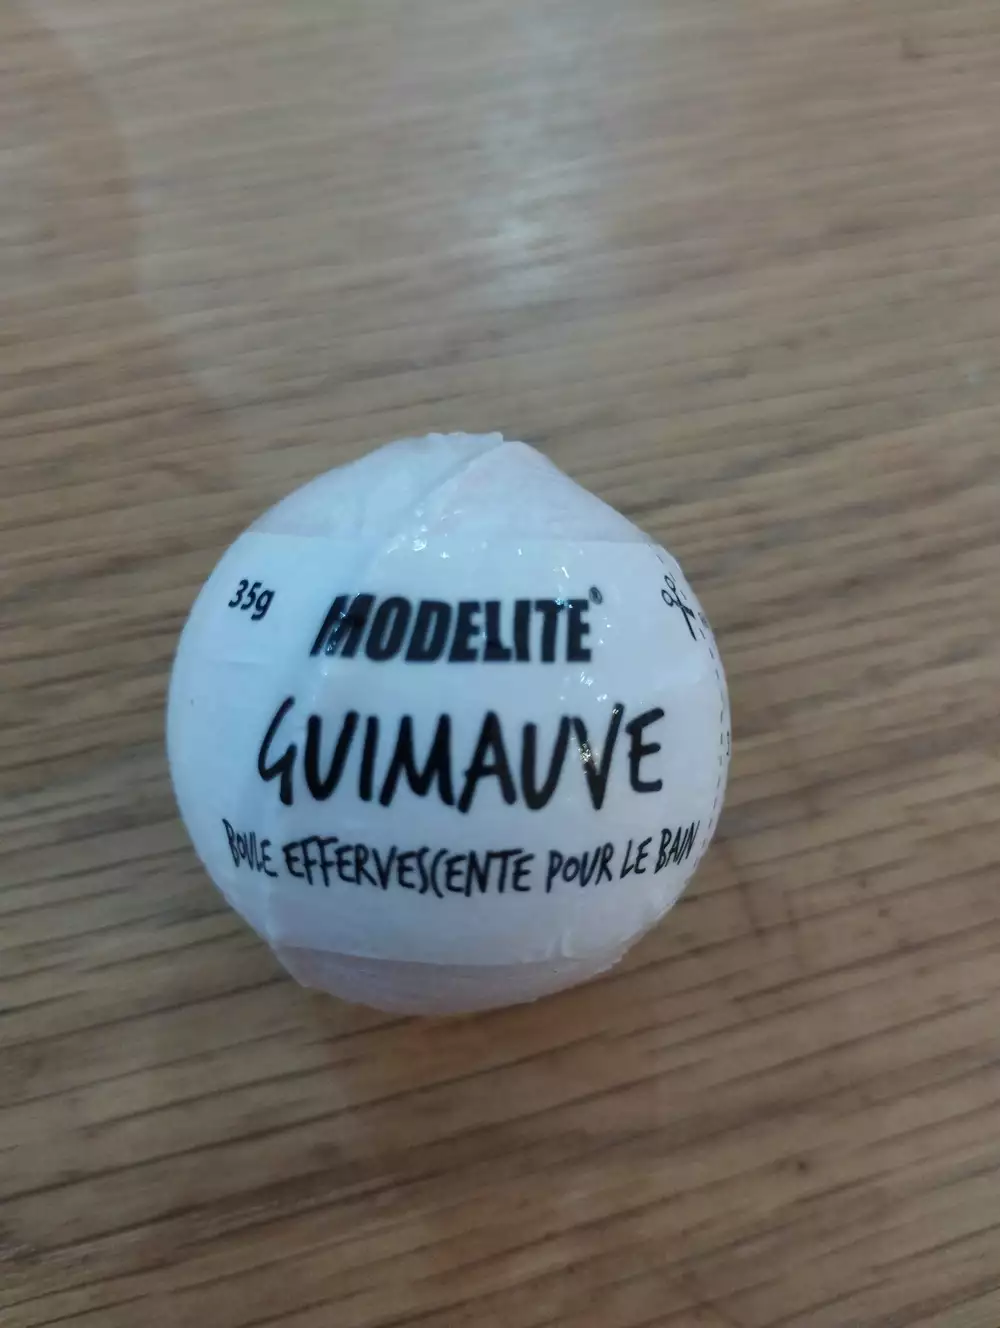 35g
MODELITE®
GUIMAUVE
BOULE EFFERVESCENTE POUR LE BAIN